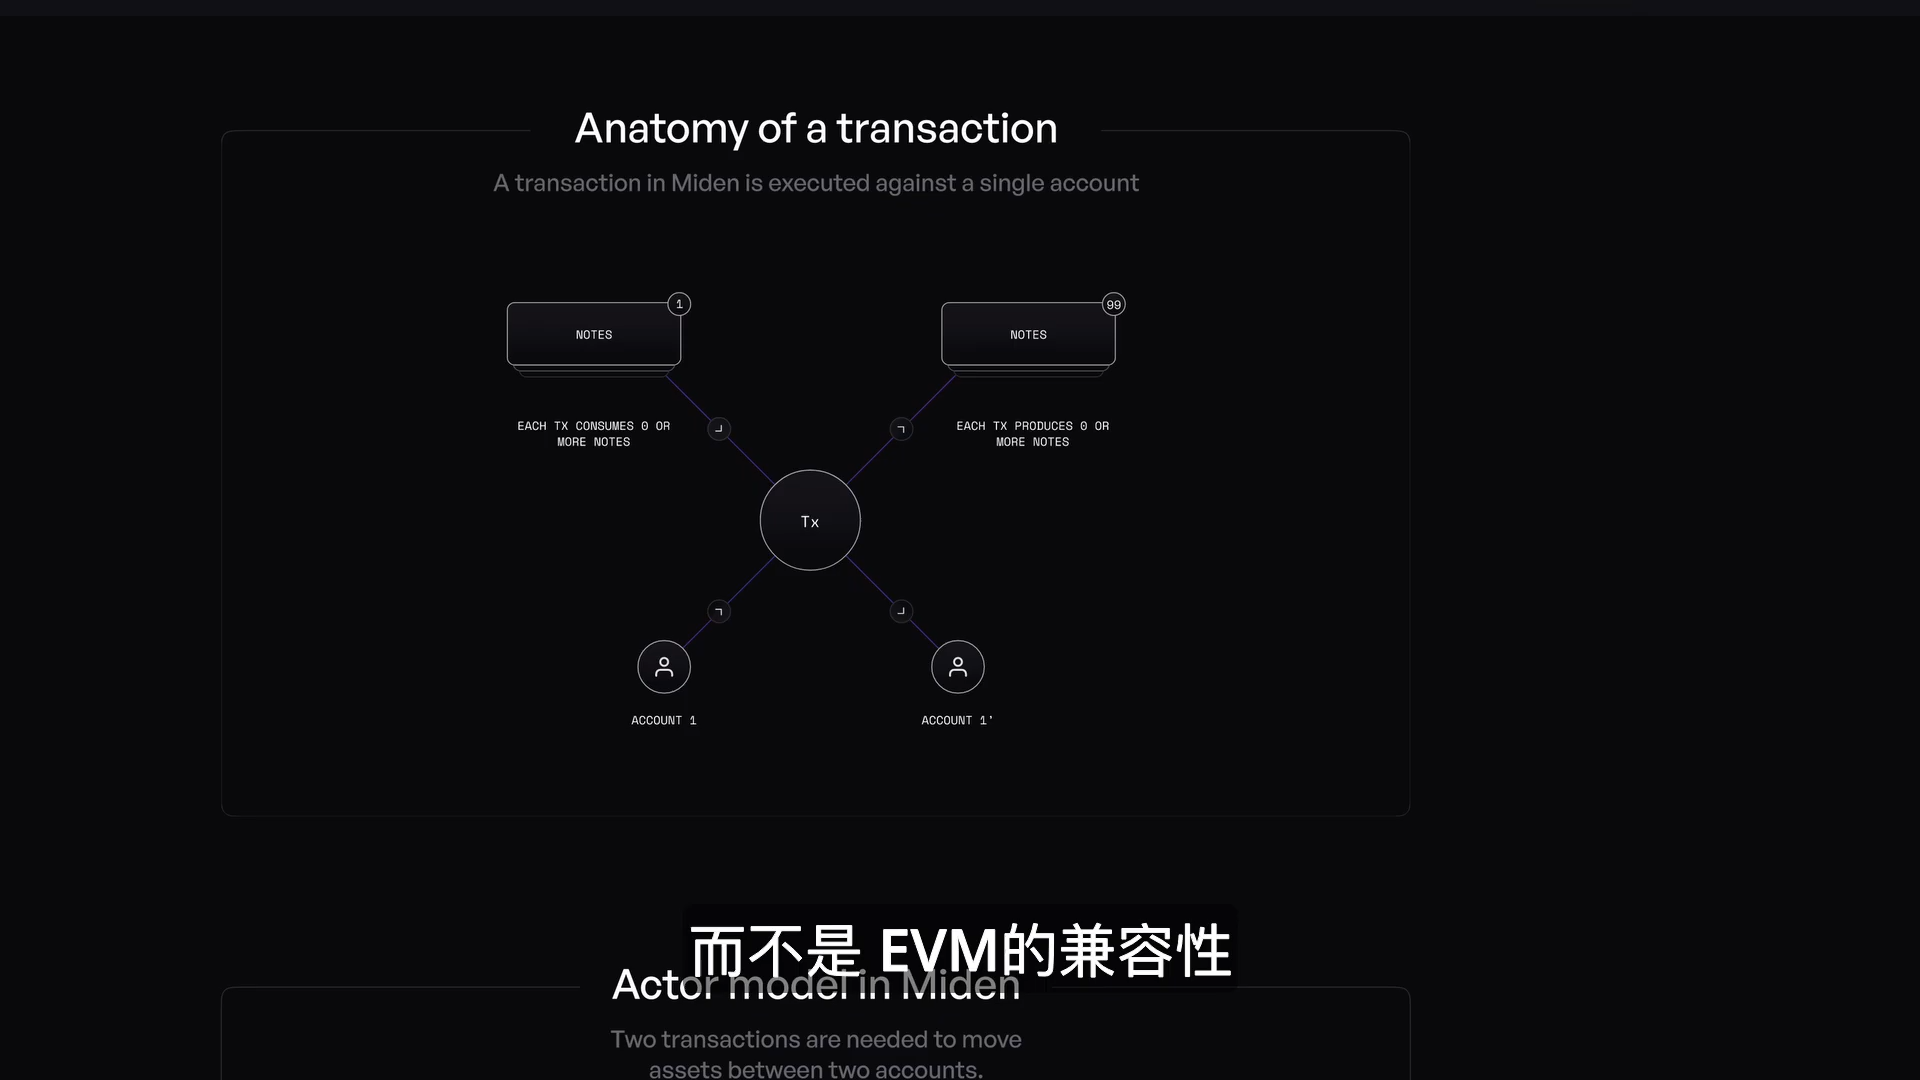 Anatomy of a transaction
A transaction in Miden is executed against a single account
1
NOTES
99
NOTES
EACH TX CONSUMES 0 OR
MORE NOTES
EACH TX PRODUCES 0 OR
MORE NOTES
Tx
ACCOUNT 1
ACCOUNT 1'
而不是 EVM的兼容性
Actor model in Miden
Two transactions are needed to move
assets between two accounts.